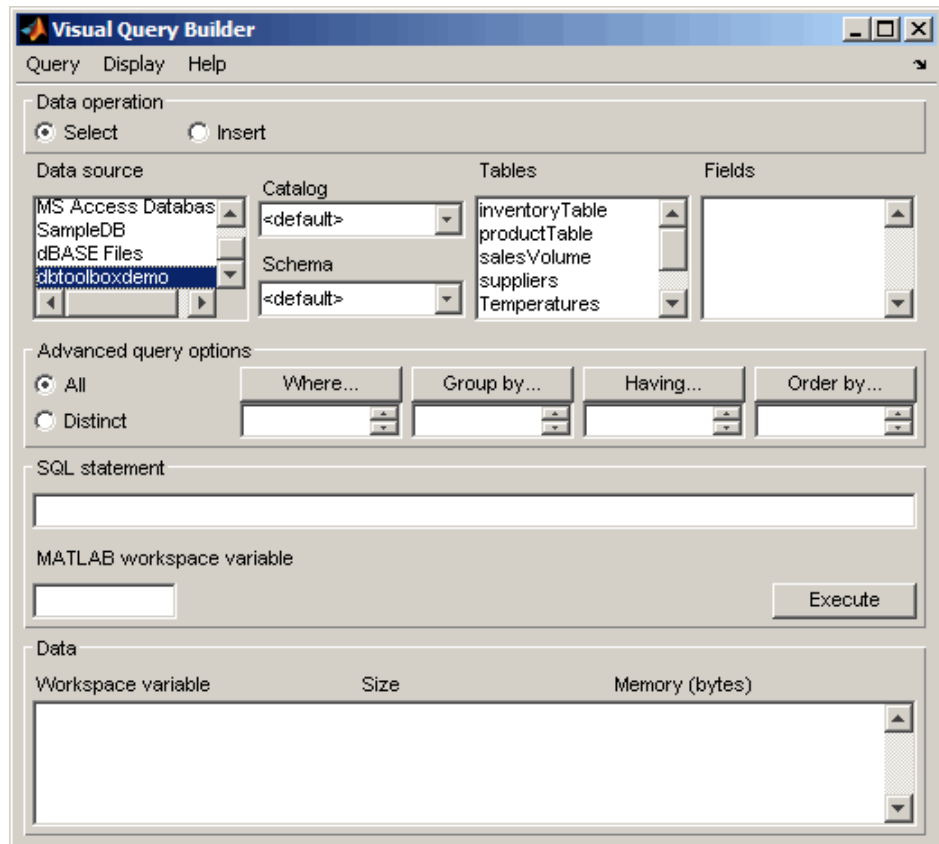 Visual Query Builder
Query Display Help
Data operation
Select Insert
Data source
MS Access Databas
SampleDB
dBASE Files
dbtoolboxdemo
Catalog
<default>
Schema
<default>
Tables
inventoryTable
productTable
salesVolume
suppliers
Temperatures
Fields
Advanced query options
All
Distinct
Where... Group by... Having... Order by...
SQL statement
MATLAB workspace variable
Execute
Data
Workspace variable Size Memory (bytes)